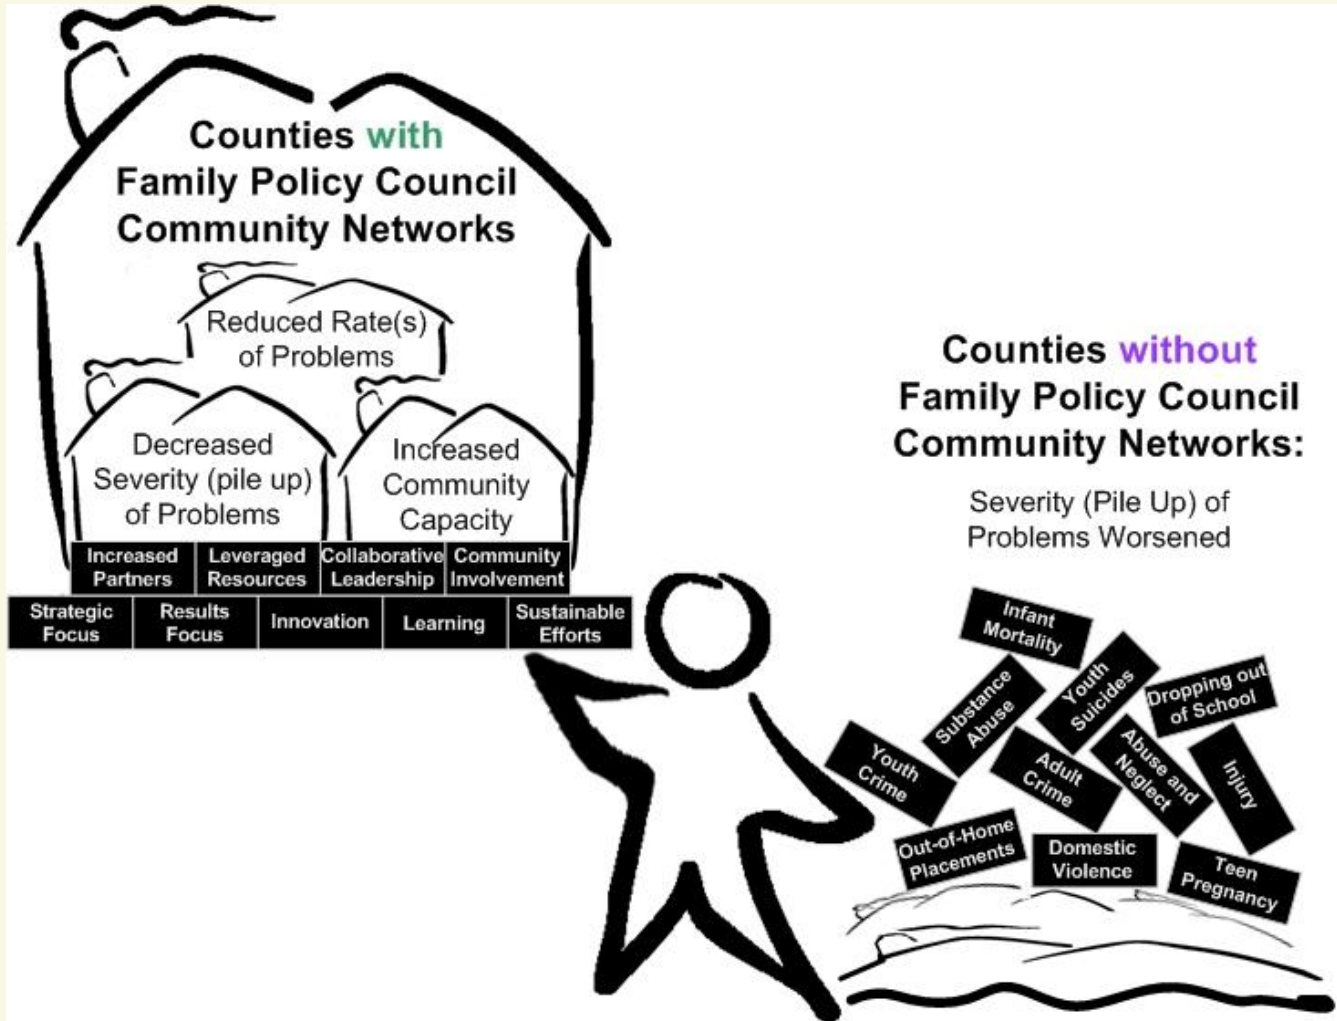 Counties with
Family Policy Council
Community Networks
Reduced Rate(s)
of Problems
Decreased
Severity (pile up)
of Problems
Increased
Community
Capacity
Increased
Partners
Leveraged
Resources
Collaborative
Leadership
Community
Involvement
Strategic
Focus
Results
Focus
Innovation
Learning
Sustainable
Efforts
Counties without
Family Policy Council
Community Networks:
Severity (Pile Up) of
Problems Worsened
Infant
Mortality
Substance
Abuse
Youth
Suicides
Dropping out
of School
Youth
Crime
Adult
Crime
Abuse and
Neglect
Injury
Out-of-Home
Placements
Domestic
Violence
Teen
Pregnancy